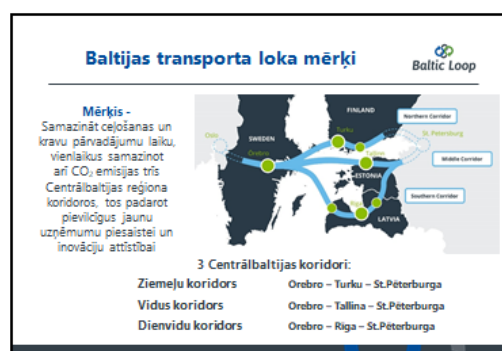 Baltijas transporta loka mērķi
Baltic Loop
Mērķis -
Samazināt ceļošanas un
kravu pārvadājumu laiku,
vienlaikus samazinot
arī CO₂ emisijas trīs
Centrālbaltijas reģiona
koridoros, tos padarot
pievilcīgus jaunu
uzņēmumu piesaistei un
inovāciju attīstībai
FINLAND
Northern Corridor
Oslo
SWEDEN
Turku
St. Petersburg
Örebro
Tallinn
Middle Corridor
ESTONIA
Southern Corridor
Riga
LATVIA
3 Centrālbaltijas koridori:
Ziemeļu koridors Orebro – Turku – St.Pēterburga
Vidus koridors Orebro – Tallina – St.Pēterburga
Dienvidu koridors Orebro – Rīga – St.Pēterburga